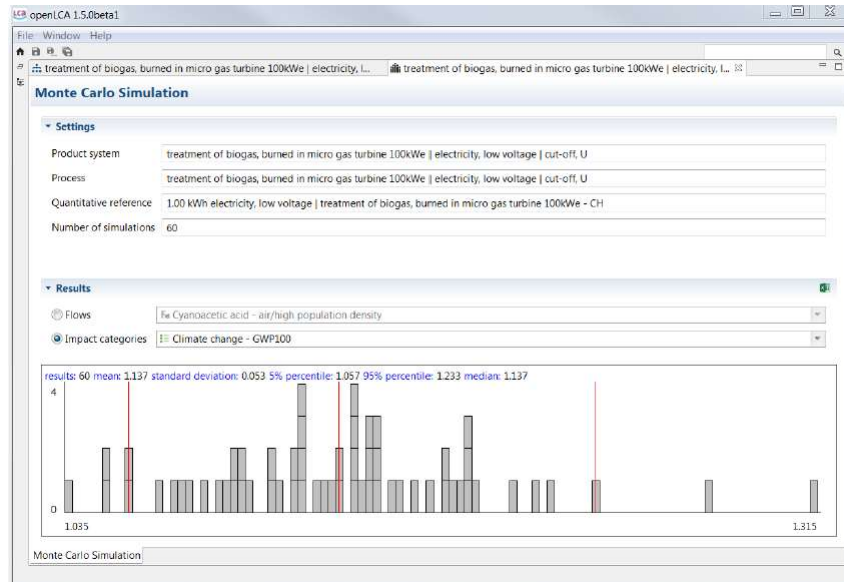 LCA openLCA 1.5.0beta1
File Window Help
treatment of biogas, burned in micro gas turbine 100kWe | electricity, l... treatment of biogas, burned in micro gas turbine 100kWe | electricity, l...
Monte Carlo Simulation
Settings
Product system treatment of biogas, burned in micro gas turbine 100kWe | electricity, low voltage | cut-off, U
Process treatment of biogas, burned in micro gas turbine 100kWe | electricity, low voltage | cut-off, U
Quantitative reference 1.00 kWh electricity, low voltage | treatment of biogas, burned in micro gas turbine 100kWe - CH
Number of simulations 60
Results
Flows Cyanoacetic acid - air/high population density
Impact categories Climate change - GWP100
results: 60 mean: 1.137 standard deviation: 0.053 5% percentile: 1.057 95% percentile: 1.233 median: 1.137
4
0
1.035 1.315
Monte Carlo Simulation